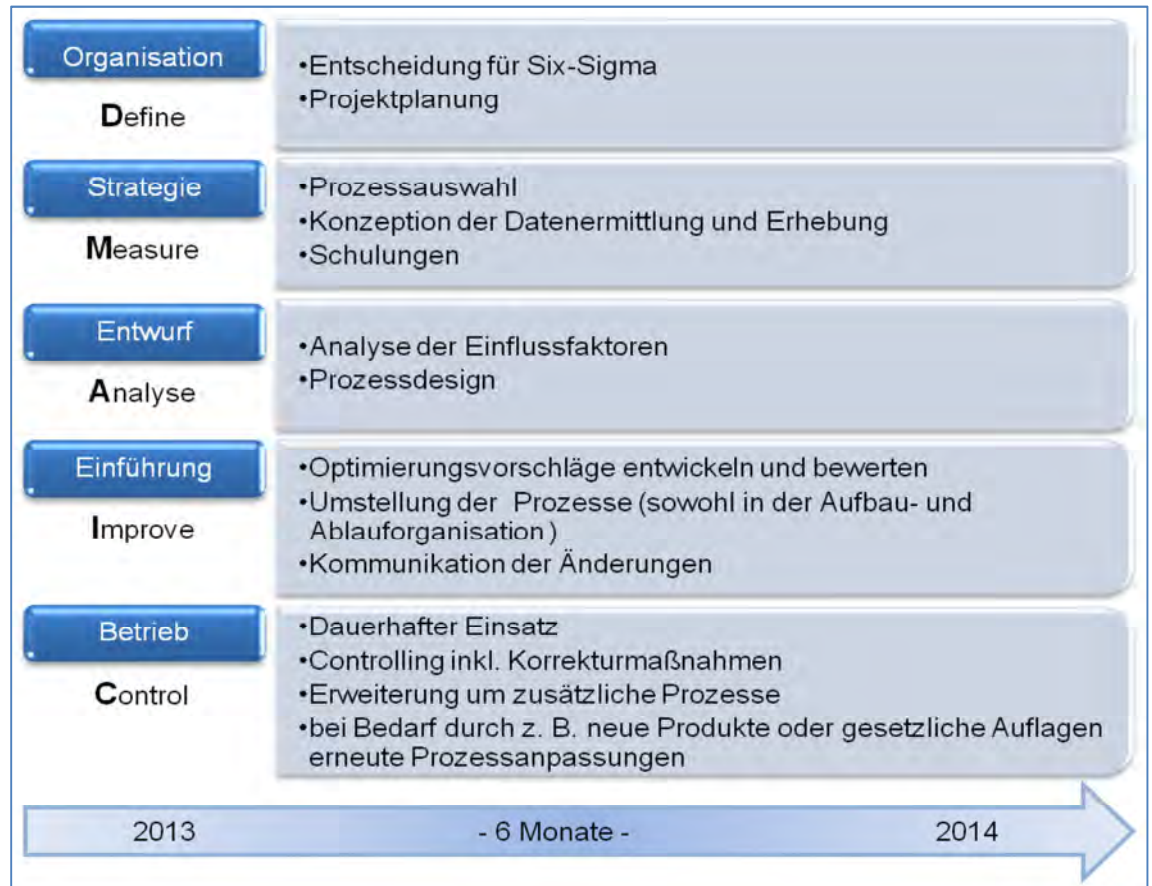 Organisation
Define
•Entscheidung für Six-Sigma
•Projektplanung
Strategie
Measure
•Prozessauswahl
•Konzeption der Datenermittlung und Erhebung
•Schulungen
Entwurf
Analyse
•Analyse der Einflussfaktoren
•Prozessdesign
Einführung
Improve
•Optimierungsvorschläge entwickeln und bewerten
•Umstellung der Prozesse (sowohl in der Aufbau- und
Ablauforganisation)
•Kommunikation der Änderungen
Betrieb
Control
•Dauerhafter Einsatz
•Controlling inkl. Korrekturmaßnahmen
•Erweiterung um zusätzliche Prozesse
•bei Bedarf durch z. B. neue Produkte oder gesetzliche Auflagen
erneute Prozessanpassungen
2013 - 6 Monate - 2014